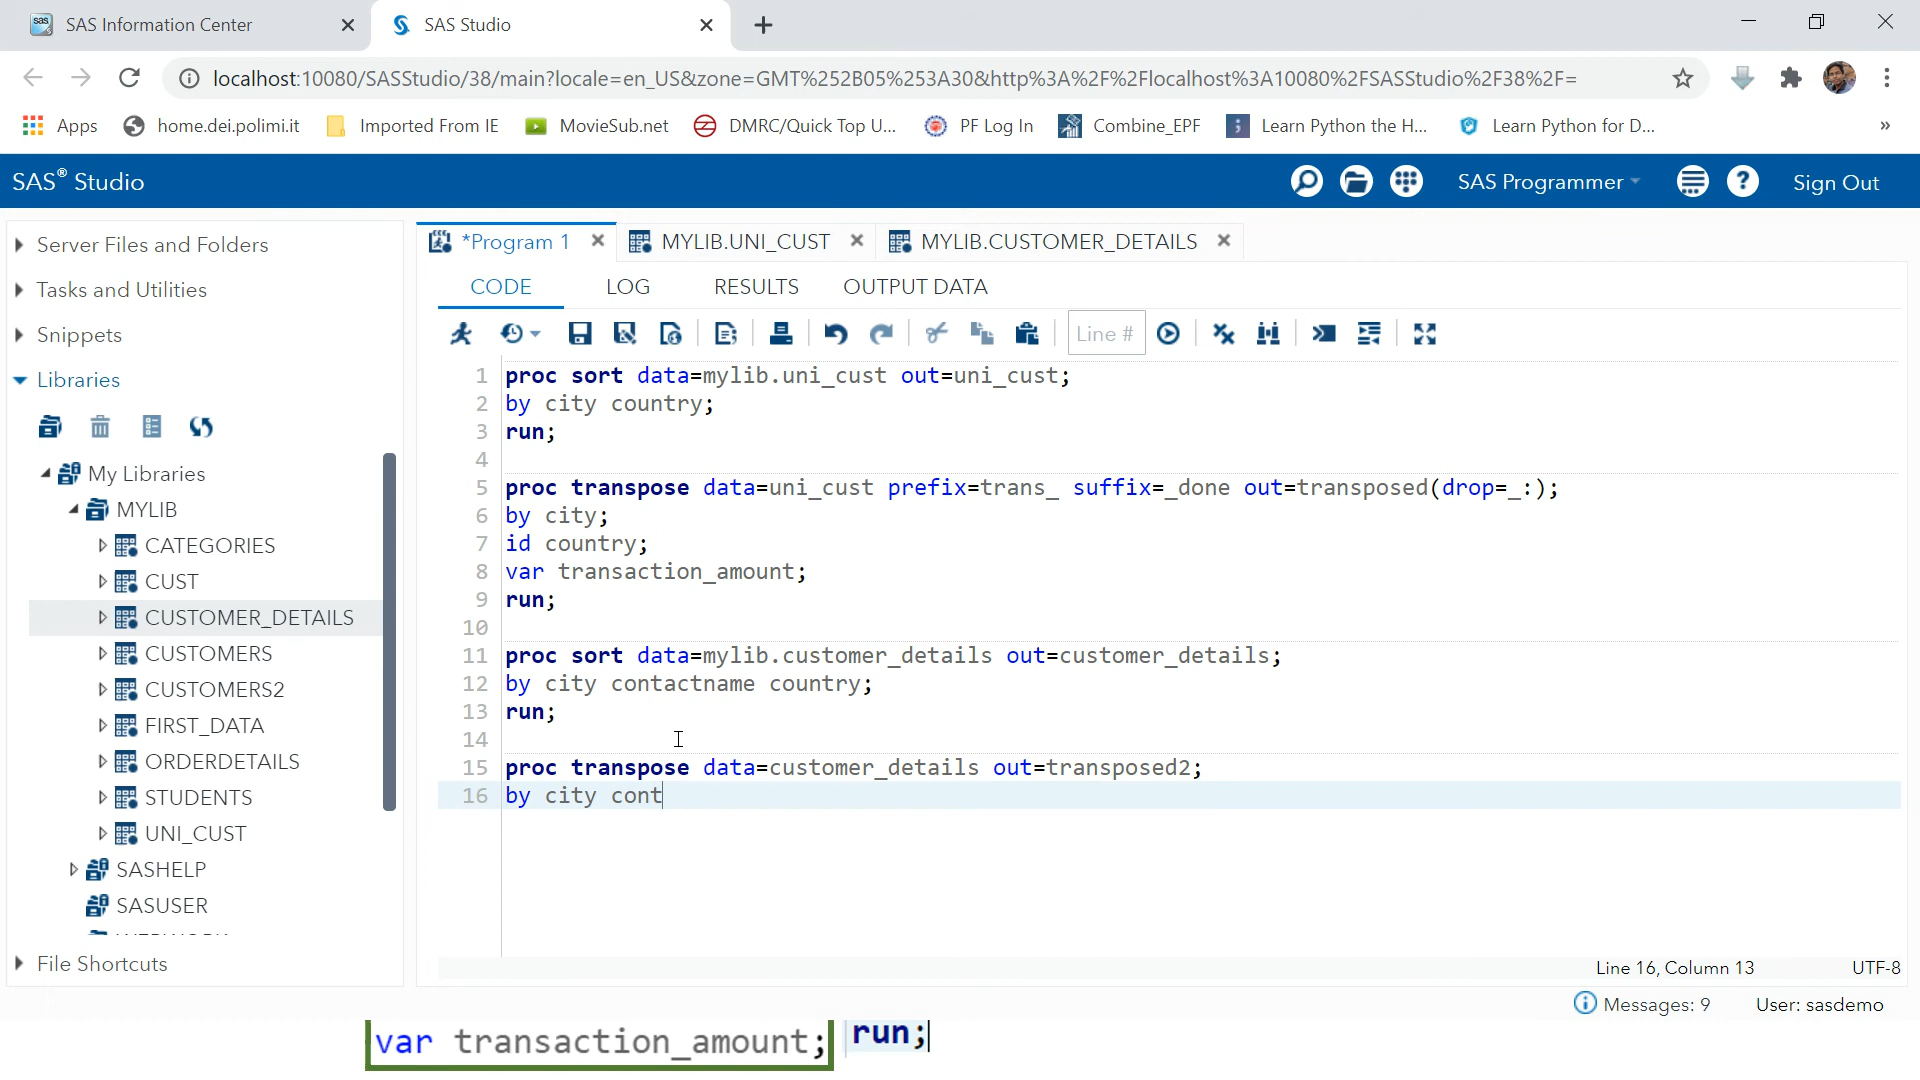 SAS Information Center
SAS Studio
localhost:10080/SASStudio/38/main?locale=en_US&zone=GMT%252B05%253A30&http%3A%2F%2Flocalhost%3A10080%2FSASStudio%2F38%2F=
Apps
home.dei.polimi.it
Imported From IE
MovieSub.net
DMRC/Quick Top U...
PF Log In
Combine_EPF
Learn Python the H...
Learn Python for D...
»
SAS® Studio
SAS Programmer
Sign Out
Server Files and Folders
Tasks and Utilities
Snippets
Libraries
My Libraries
MYLIB
CATEGORIES
CUST
CUSTOMER_DETAILS
CUSTOMERS
CUSTOMERS2
FIRST_DATA
ORDERDETAILS
STUDENTS
UNI_CUST
SASHELP
SASUSER
File Shortcuts
*Program 1
MYLIB.UNI_CUST
MYLIB.CUSTOMER_DETAILS
CODE
LOG
RESULTS
OUTPUT DATA
Line #
1 proc sort data=mylib.uni_cust out=uni_cust;
2 by city country;
3 run;
4
5 proc transpose data=uni_cust prefix=trans_ suffix=_done out=transposed(drop=_:);
6 by city;
7 id country;
8 var transaction_amount;
9 run;
10
11 proc sort data=mylib.customer_details out=customer_details;
12 by city contactname country;
13 run;
14
15 proc transpose data=customer_details out=transposed2;
16 by city cont
Line 16, Column 13
UTF-8
Messages: 9
User: sasdemo
var transaction_amount;
run;